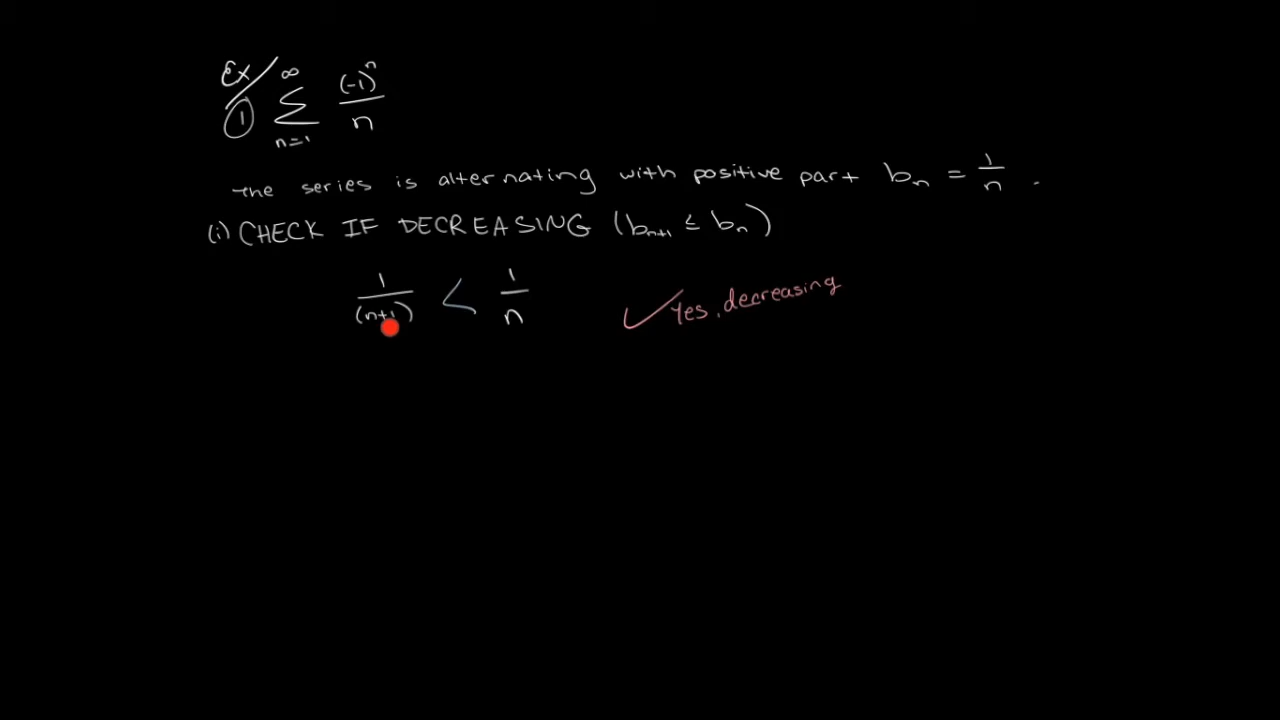 Ex/ ① ∞ Σ n=1 (-1)^n / n
The series is alternating with positive part b_n = 1/n .
(i) CHECK IF DECREASING (b_{n+1} ≤ b_n)
1/(n+1) < 1/n ✓ Yes, decreasing